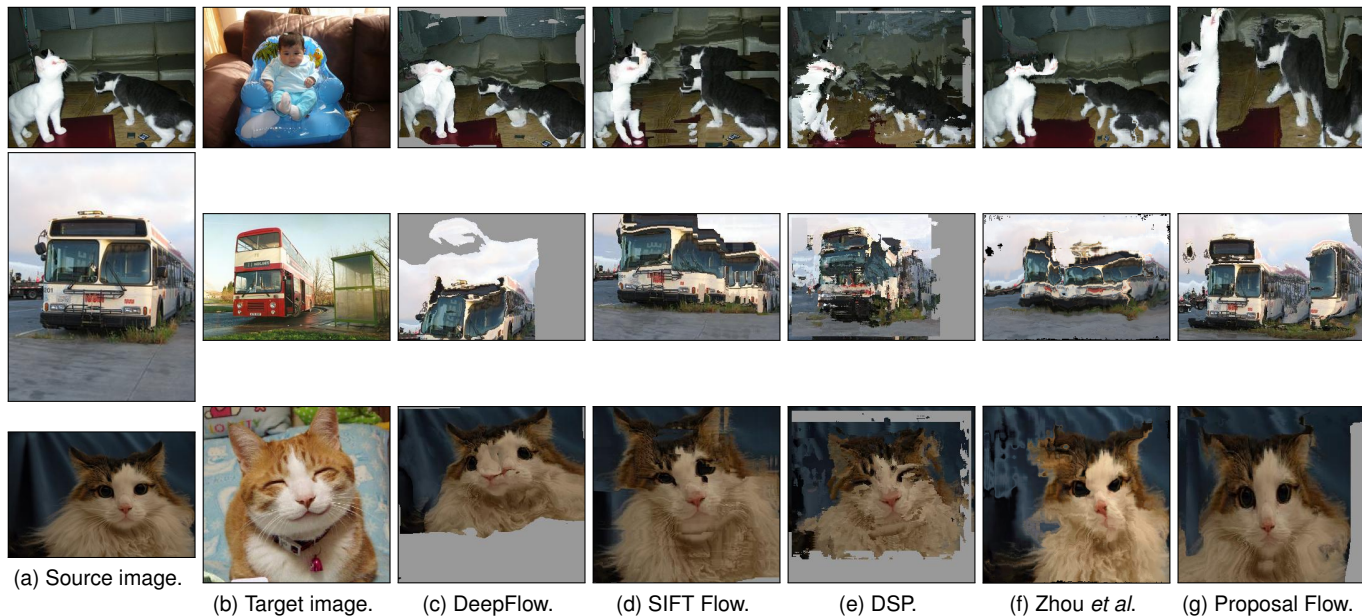 (a) Source image.
(b) Target image.
(c) DeepFlow.
(d) SIFT Flow.
(e) DSP.
(f) Zhou et al.
(g) Proposal Flow.